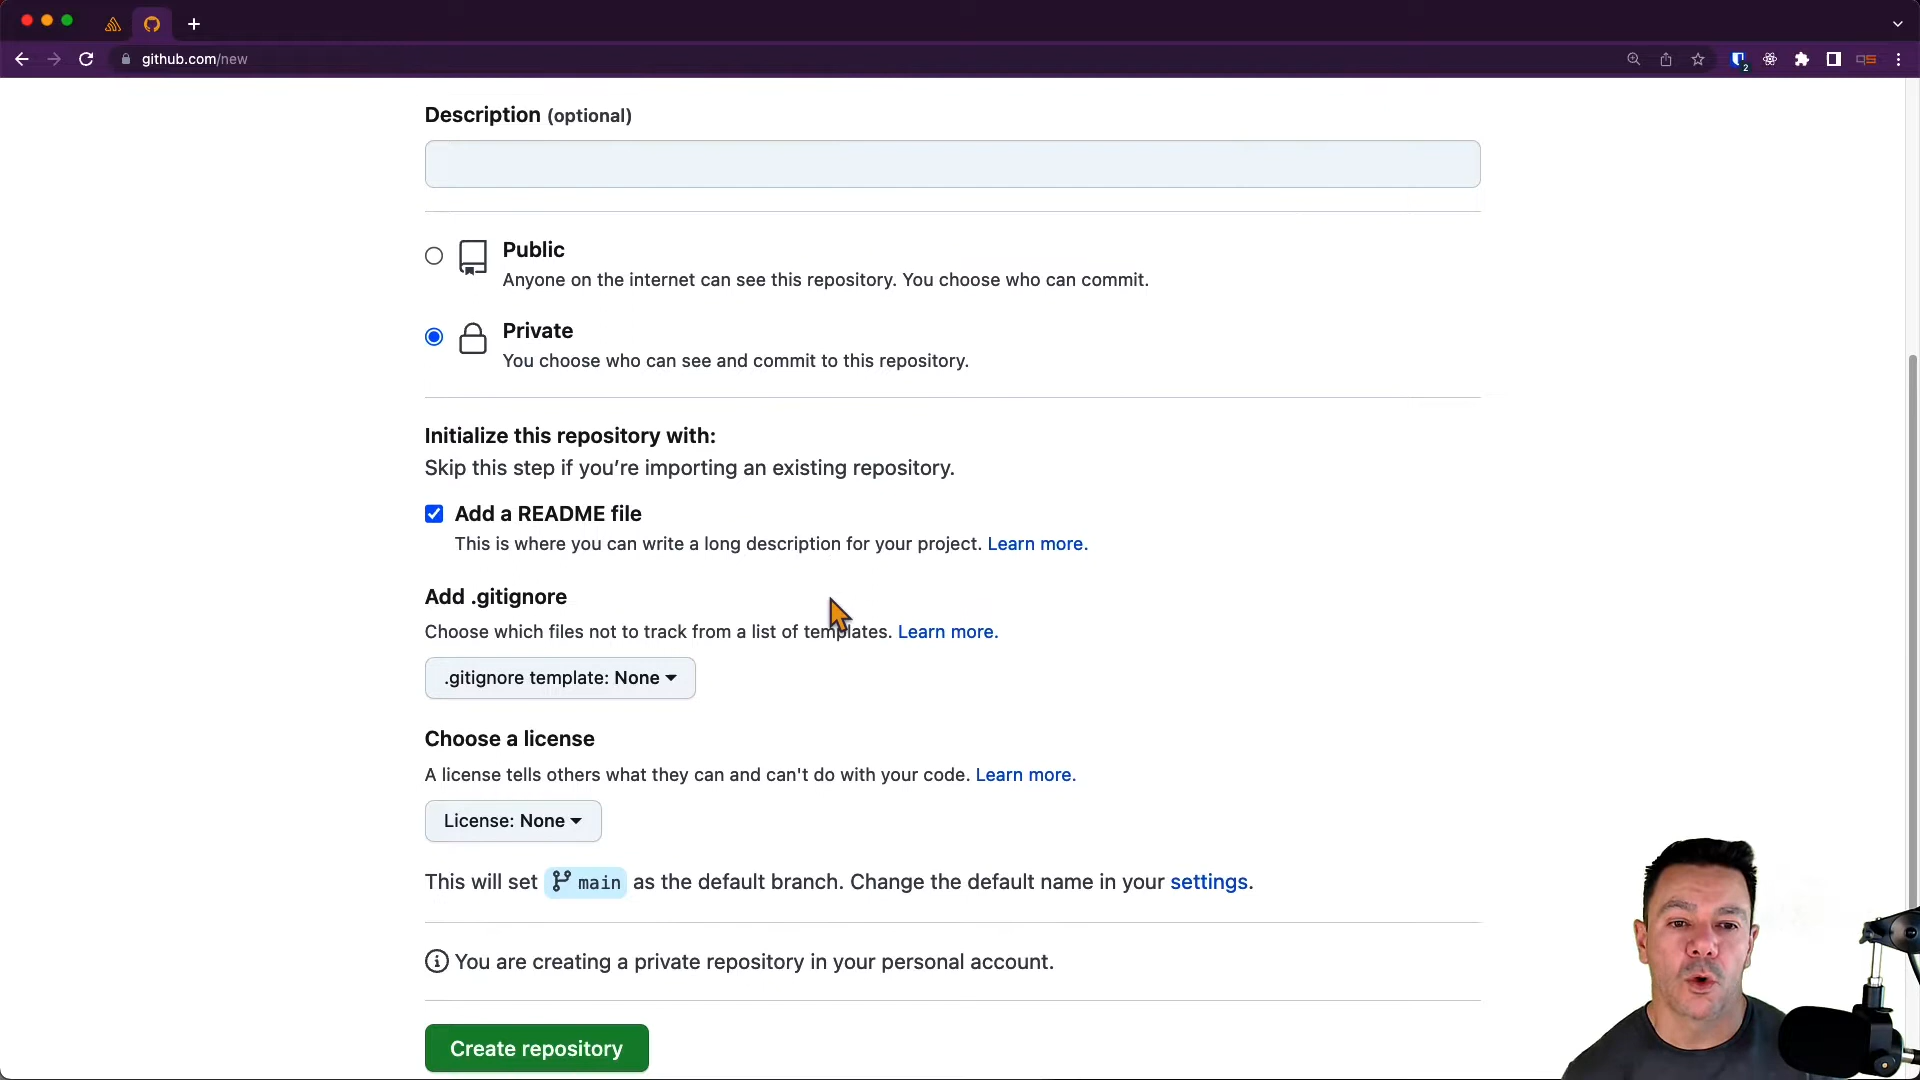 github.com/new
2
Description (optional)
Public
Anyone on the internet can see this repository. You choose who can commit.
Private
You choose who can see and commit to this repository.
Initialize this repository with:
Skip this step if you’re importing an existing repository.
Add a README file
This is where you can write a long description for your project. Learn more.
Add .gitignore
Choose which files not to track from a list of templates. Learn more.
.gitignore template: None
Choose a license
A license tells others what they can and can't do with your code. Learn more.
License: None
This will set main as the default branch. Change the default name in your settings.
You are creating a private repository in your personal account.
Create repository